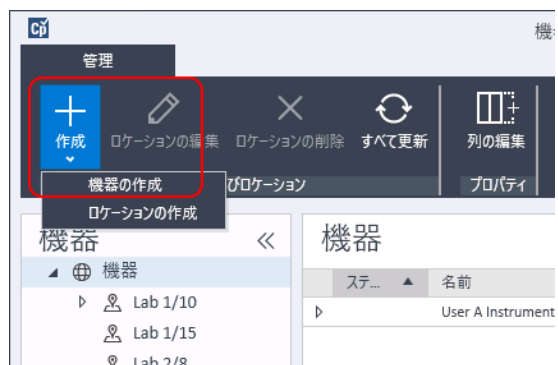 機
管理
作成
ロケーションの編集
ロケーションの削除
すべて更新
列の編集
機器の作成
びロケーション
プロパティ
ロケーションの作成
機器
機器
機器
ステ...
名前
Lab 1/10
User A Instrument
Lab 1/15
Lab 2/8